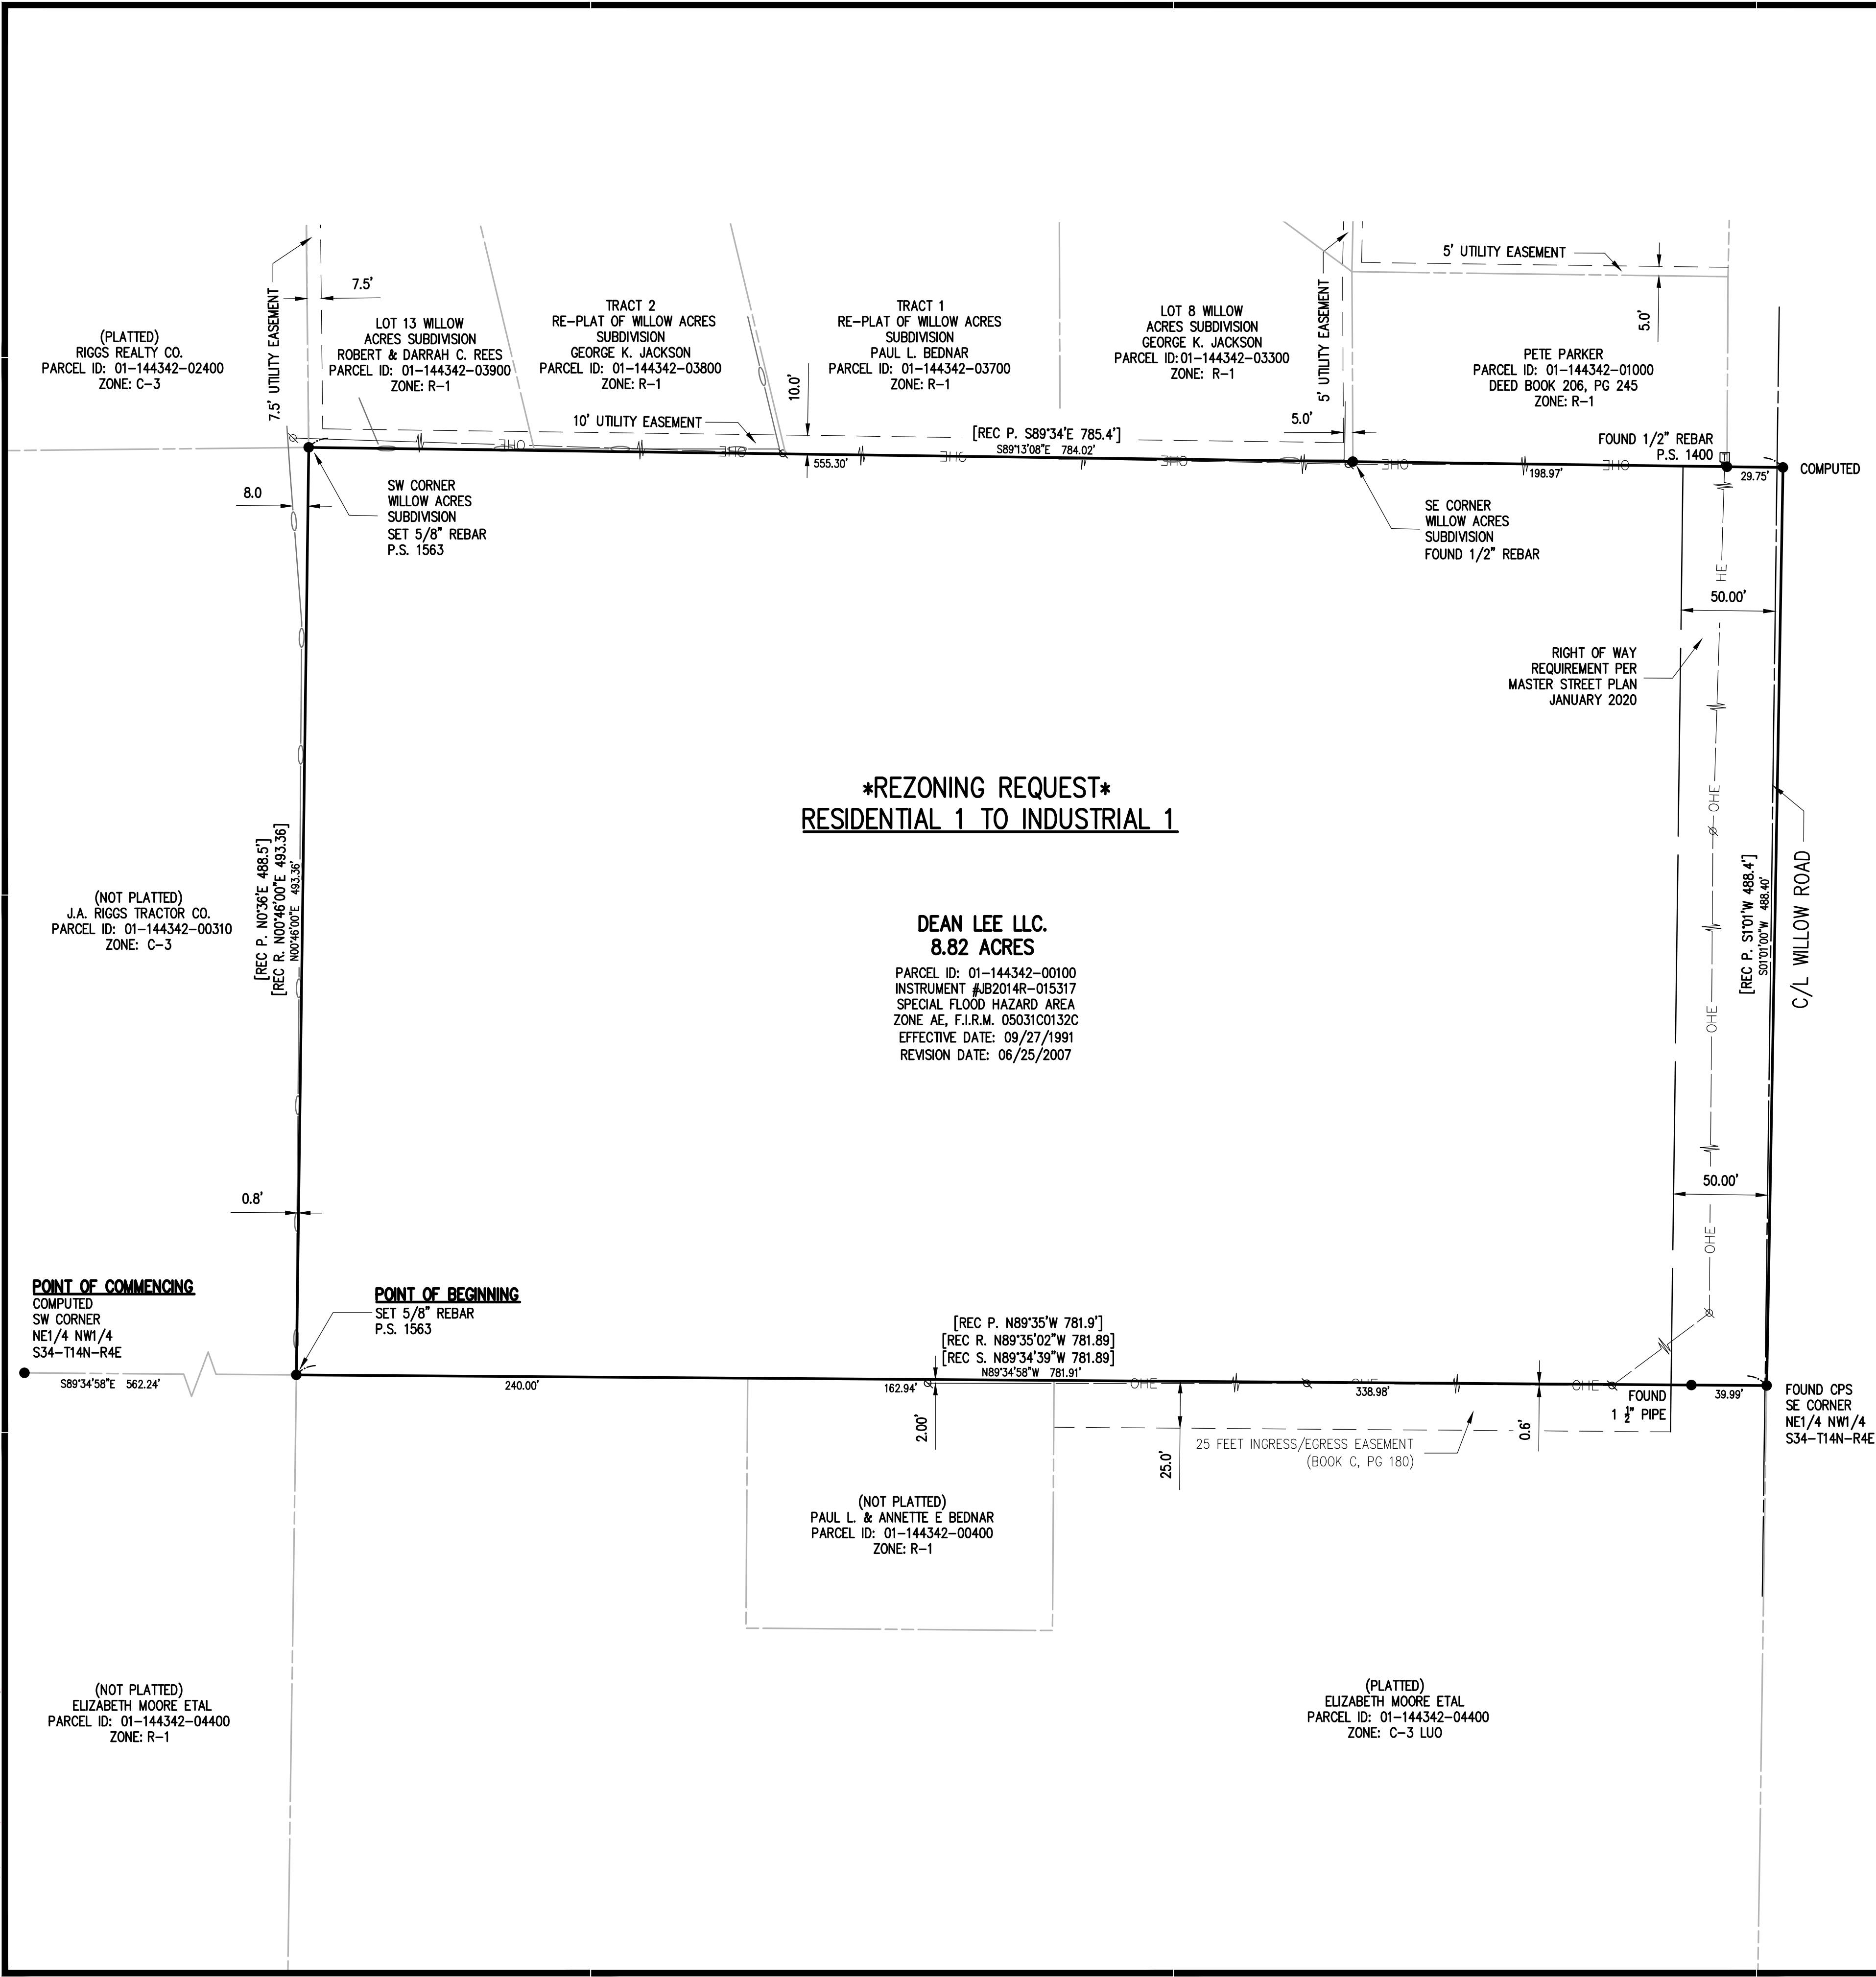 5' UTILITY EASEMENT
5.0'
7.5' UTILITY EASEMENT
7.5'
(PLATTED)
RIGGS REALTY CO.
PARCEL ID: 01-144342-02400
ZONE: C-3
LOT 13 WILLOW
ACRES SUBDIVISION
ROBERT & DARRAH C. REES
PARCEL ID: 01-144342-03900
ZONE: R-1
TRACT 2
RE-PLAT OF WILLOW ACRES
SUBDIVISION
GEORGE K. JACKSON
PARCEL ID: 01-144342-03800
ZONE: R-1
TRACT 1
RE-PLAT OF WILLOW ACRES
SUBDIVISION
PAUL L. BEDNAR
PARCEL ID: 01-144342-03700
ZONE: R-1
LOT 8 WILLOW
ACRES SUBDIVISION
GEORGE K. JACKSON
PARCEL ID: 01-144342-03300
ZONE: R-1
5' UTILITY EASEMENT
PETE PARKER
PARCEL ID: 01-144342-01000
DEED BOOK 206, PG 245
ZONE: R-1
10' UTILITY EASEMENT
10.0'
[REC P. S89°34'E 785.4']
S89°13'08"E 784.02'
5.0'
FOUND 1/2" REBAR
P.S. 1400
T
COMPUTED
OHE
OHE
555.30'
OHE
OHE
OHE
OHE
198.97'
OHE
29.75'
8.0
SW CORNER
WILLOW ACRES
SUBDIVISION
SET 5/8" REBAR
P.S. 1563
SE CORNER
WILLOW ACRES
SUBDIVISION
FOUND 1/2" REBAR
HE
50.00'
RIGHT OF WAY
REQUIREMENT PER
MASTER STREET PLAN
JANUARY 2020
*REZONING REQUEST*
RESIDENTIAL 1 TO INDUSTRIAL 1
OHE
[REC P. N0°36'E 488.5']
[REC R. N00°46'00"E 493.36]
N00°46'00"E 493.36'
[REC P. S1°01'W 488.4']
S01°01'00"W 488.40'
C/L WILLOW ROAD
(NOT PLATTED)
J.A. RIGGS TRACTOR CO.
PARCEL ID: 01-144342-00310
ZONE: C-3
DEAN LEE LLC.
8.82 ACRES
PARCEL ID: 01-144342-00100
INSTRUMENT #JB2014R-015317
SPECIAL FLOOD HAZARD AREA
ZONE AE, F.I.R.M. 05031C0132C
EFFECTIVE DATE: 09/27/1991
REVISION DATE: 06/25/2007
OHE
50.00'
0.8'
OHE
POINT OF COMMENCING
COMPUTED
SW CORNER
NE1/4 NW1/4
S34-T14N-R4E
POINT OF BEGINNING
SET 5/8" REBAR
P.S. 1563
[REC P. N89°35'W 781.9']
[REC R. N89°35'02"W 781.89]
[REC S. N89°34'39"W 781.89]
N89°34'58"W 781.91'
S89°34'58"E 562.24'
240.00'
162.94'
OHE
OHE
338.98'
OHE
39.99'
FOUND
1 1/2" PIPE
FOUND CPS
SE CORNER
NE1/4 NW1/4
S34-T14N-R4E
2.00'
25.0'
0.6'
25 FEET INGRESS/EGRESS EASEMENT
(BOOK C, PG 180)
(NOT PLATTED)
PAUL L. & ANNETTE E BEDNAR
PARCEL ID: 01-144342-00400
ZONE: R-1
(NOT PLATTED)
ELIZABETH MOORE ETAL
PARCEL ID: 01-144342-04400
ZONE: R-1
(PLATTED)
ELIZABETH MOORE ETAL
PARCEL ID: 01-144342-04400
ZONE: C-3 LUO